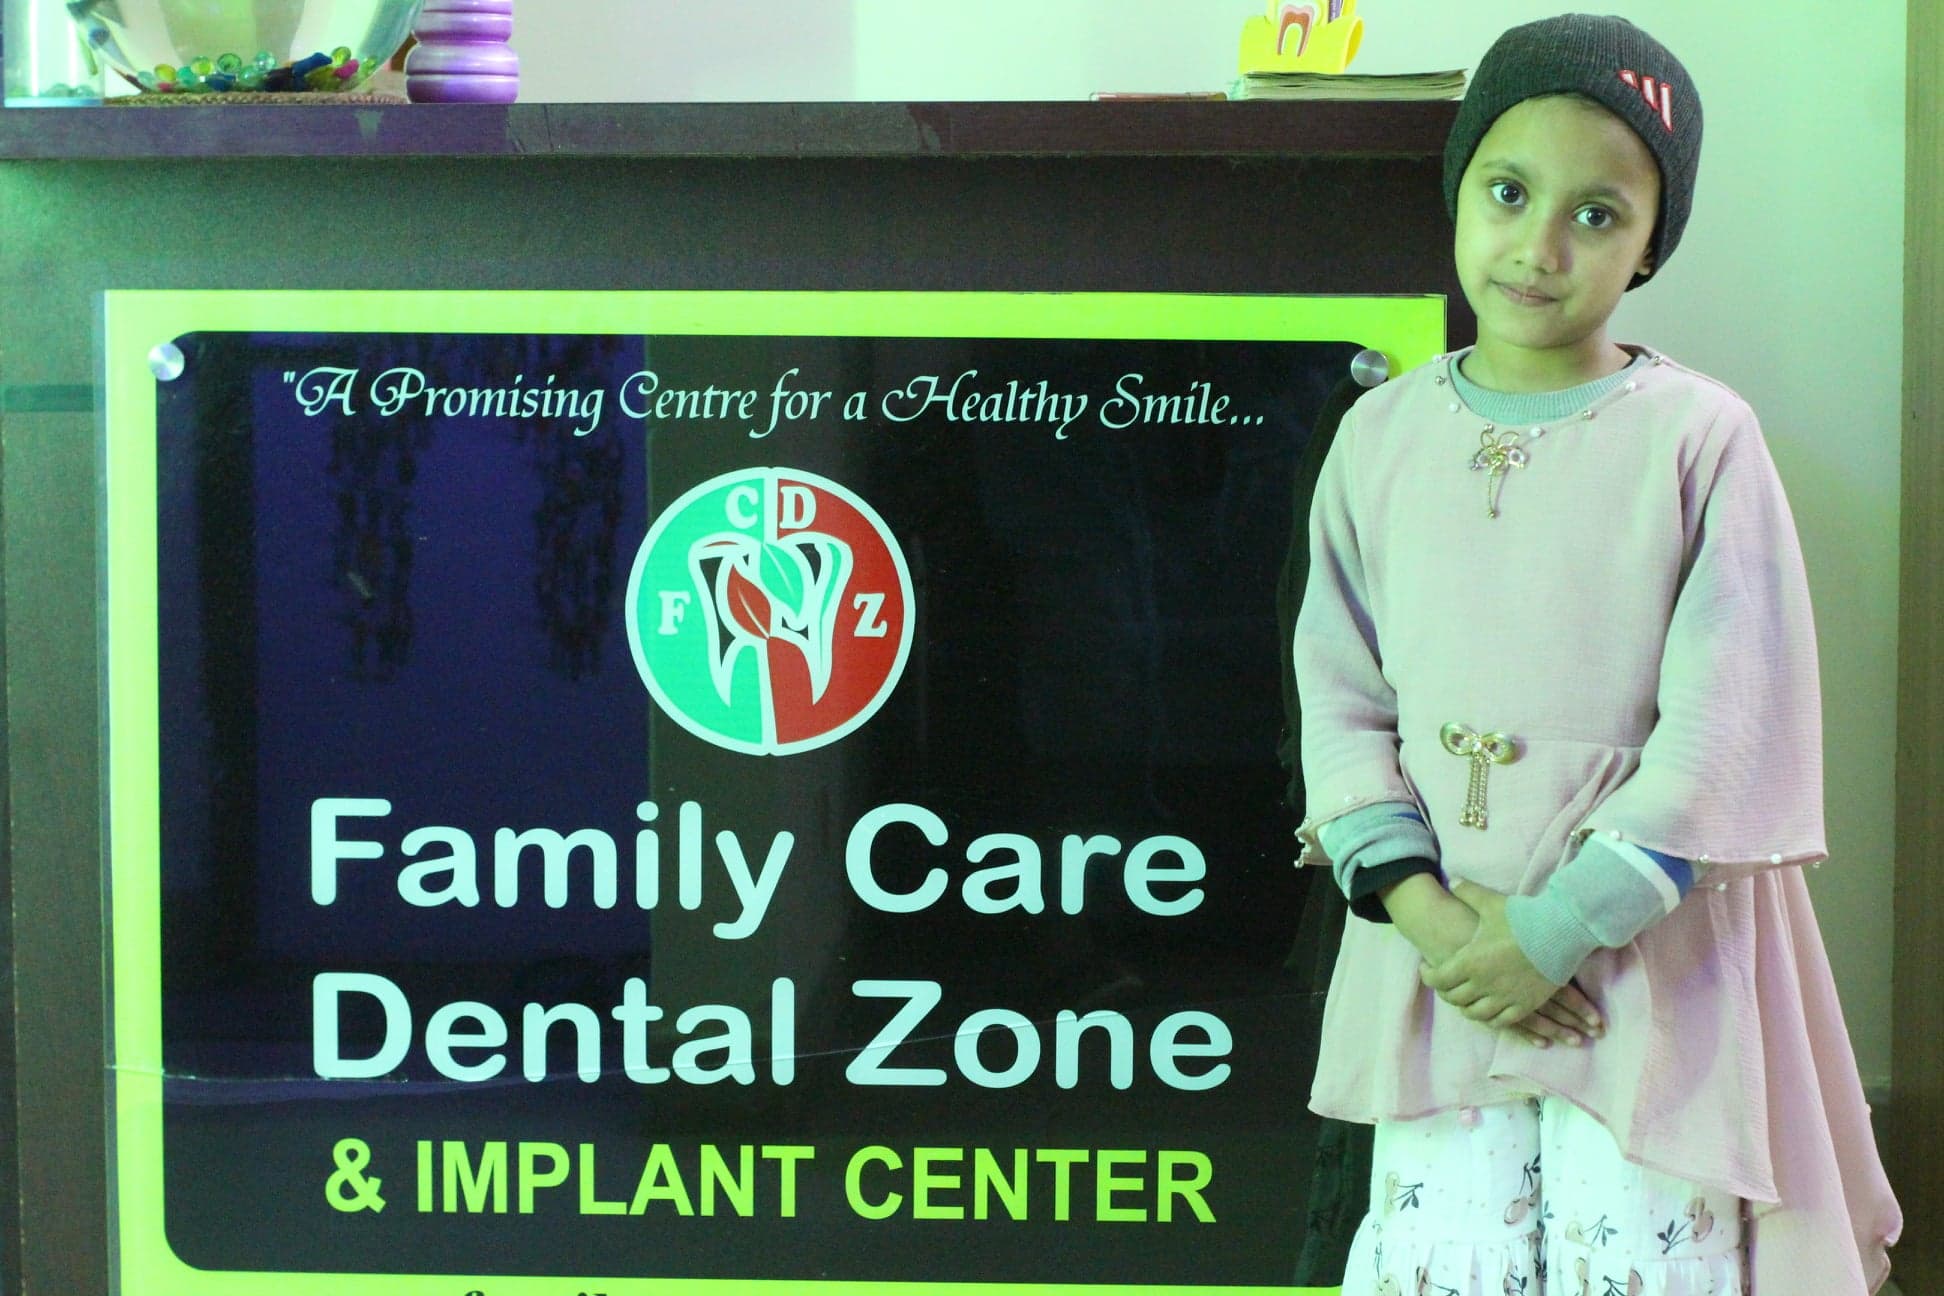 "A Promising Centre for a Healthy Smile...
C D
F Z
Family Care
Dental Zone
& IMPLANT CENTER